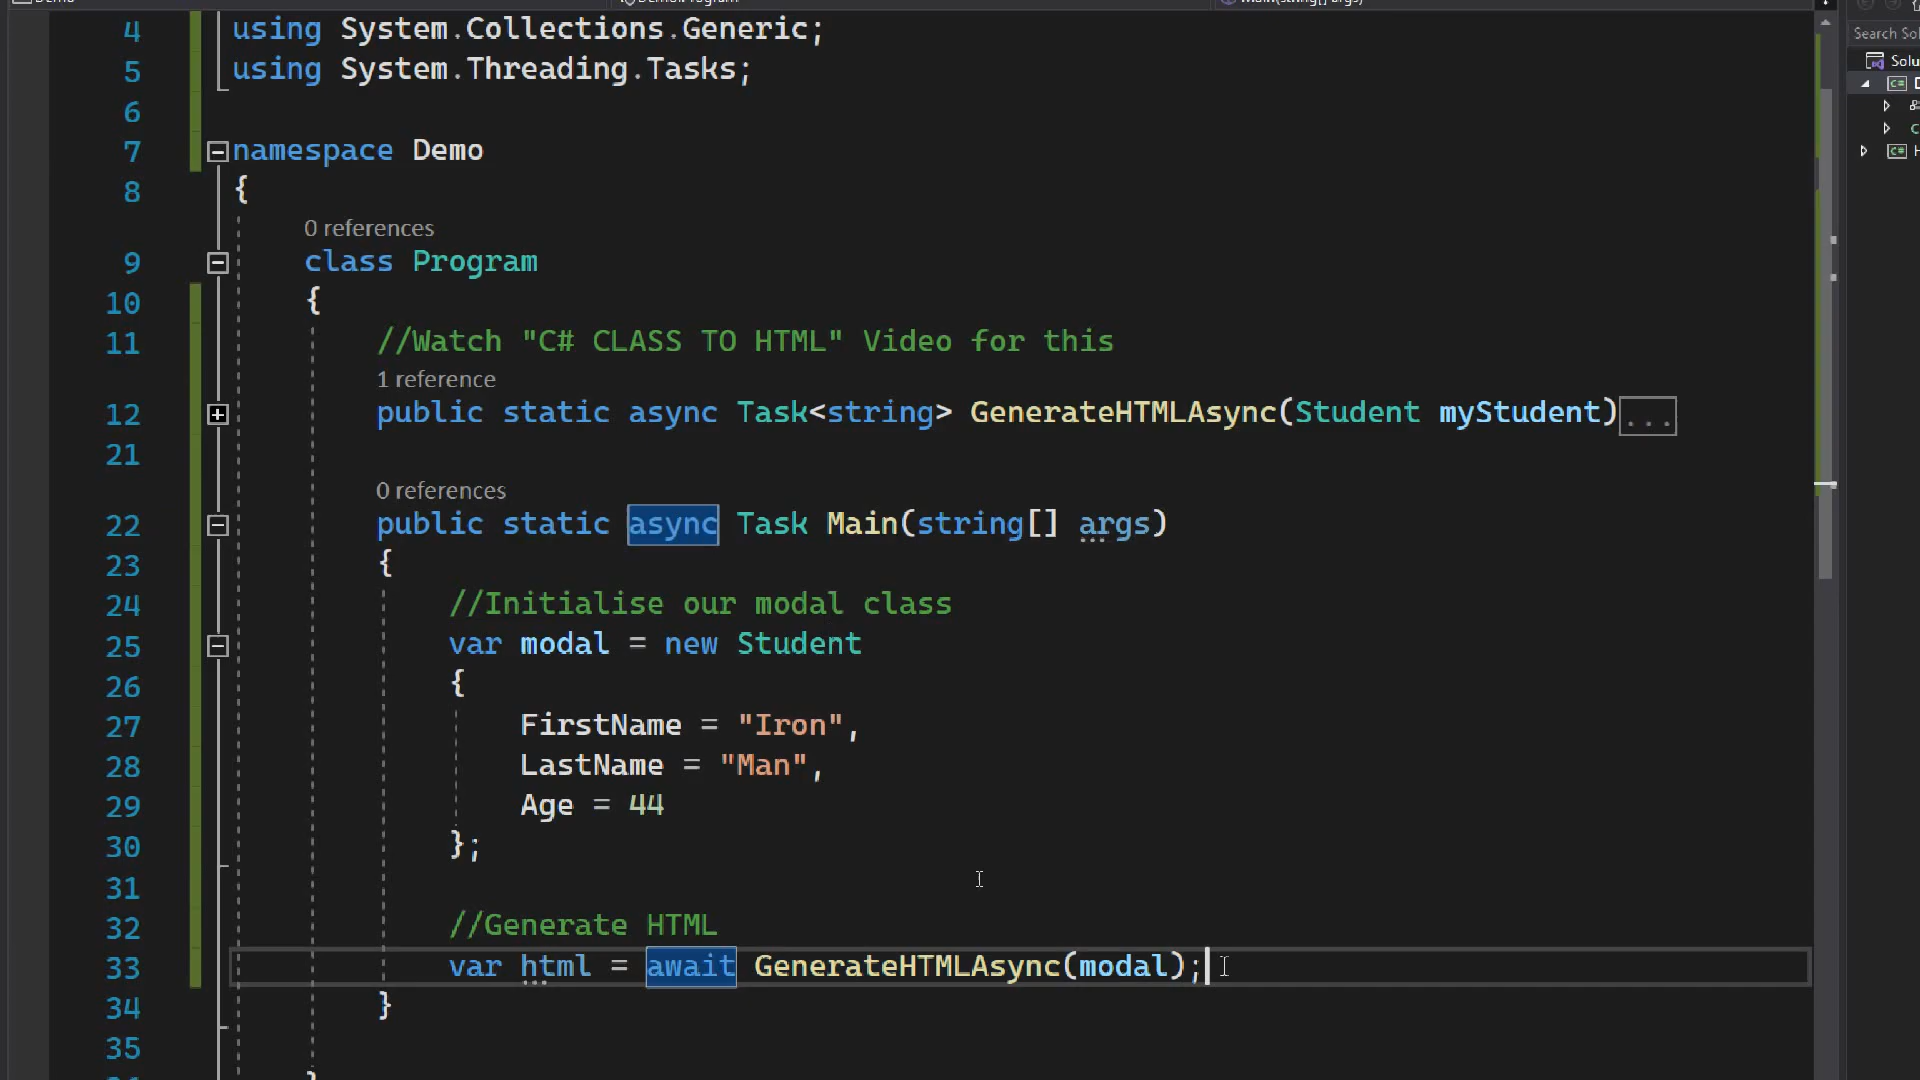 4 using System.Collections.Generic;
5 using System.Threading.Tasks;
6
7 namespace Demo
8 {
0 references
9 class Program
10 {
11 //Watch "C# CLASS TO HTML" Video for this
1 reference
12 public static async Task<string> GenerateHTMLAsync(Student myStudent)...
21
0 references
22 public static async Task Main(string[] args)
23 {
24 //Initialise our modal class
25 var modal = new Student
26 {
27 FirstName = "Iron",
28 LastName = "Man",
29 Age = 44
30 };
31
32 //Generate HTML
33 var html = await GenerateHTMLAsync(modal);
34 }
35
Search Sol
Solu